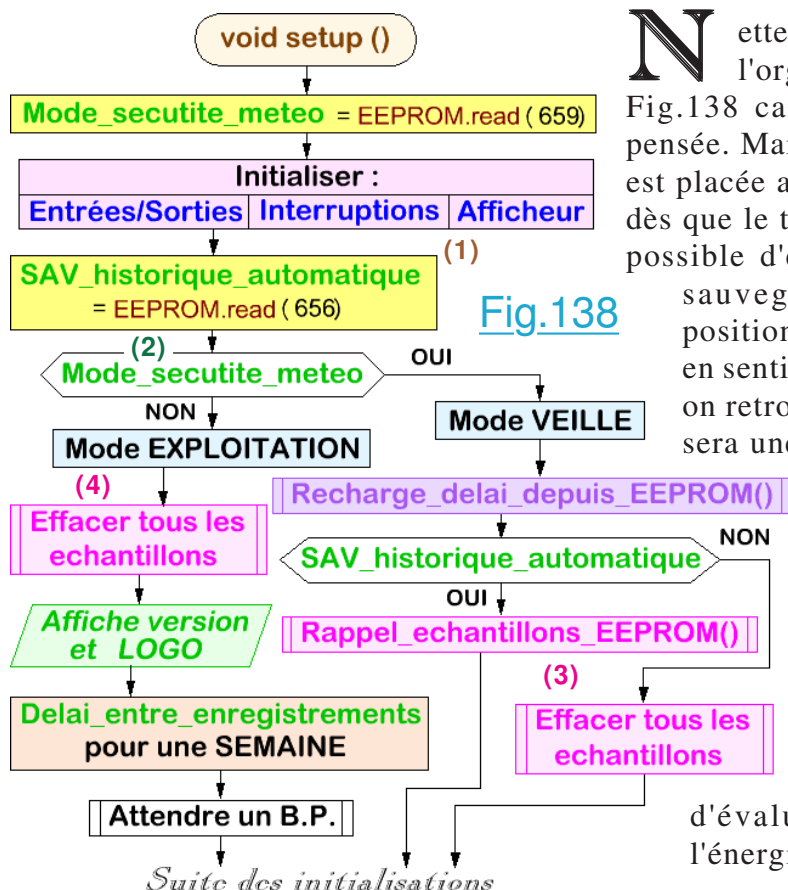 void setup ()
Mode_secutite_meteo = EEPROM.read ( 659)
Initialiser :
Entrées/Sorties Interruptions Afficheur
(1)
SAV_historique_automatique
= EEPROM.read ( 656)
Fig.138
(2)
Mode_secutite_meteo
OUI
NON
Mode VEILLE
Mode EXPLOITATION
(4)
Recharge_delai_depuis_EEPROM()
Effacer tous les
echantillons
SAV_historique_automatique
NON
OUI
Affiche version
et LOGO
Rappel_echantillons_EEPROM()
(3)
Delai_entre_enregistrements
pour une SEMAINE
Effacer tous les
echantillons
Attendre un B.P.
Suite des initialisations
N ette
l'org
Fig.138 ca
pensée. Mai
est placée a
dès que le t
possible d'
sauveg
position
en senti
on retro
sera une
d'évalu
l'énergi